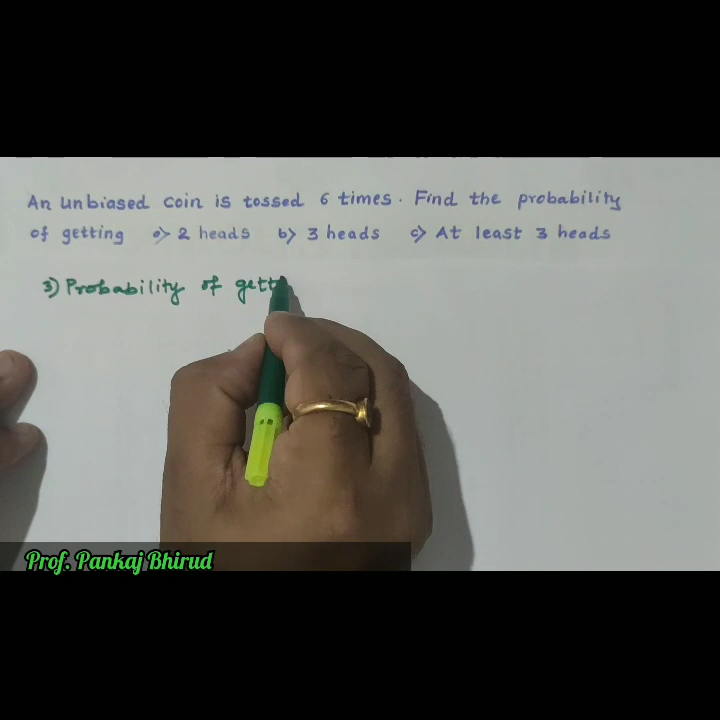 An unbiased coin is tossed 6 times. Find the probability
of getting a> 2 heads b> 3 heads c> At least 3 heads
3) Probability of gett
Prof. Pankaj Bhirud